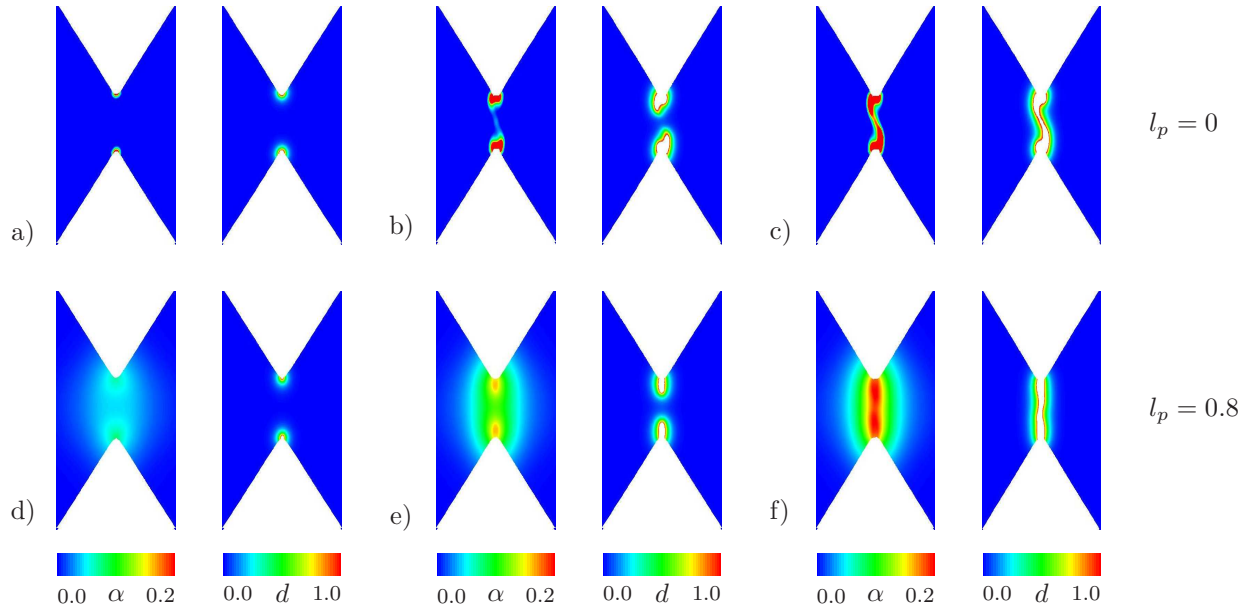 l_p = 0
a)
b)
c)
l_p = 0.8
d)
e)
f)
0.0 α 0.2
0.0 d 1.0
0.0 α 0.2
0.0 d 1.0
0.0 α 0.2
0.0 d 1.0